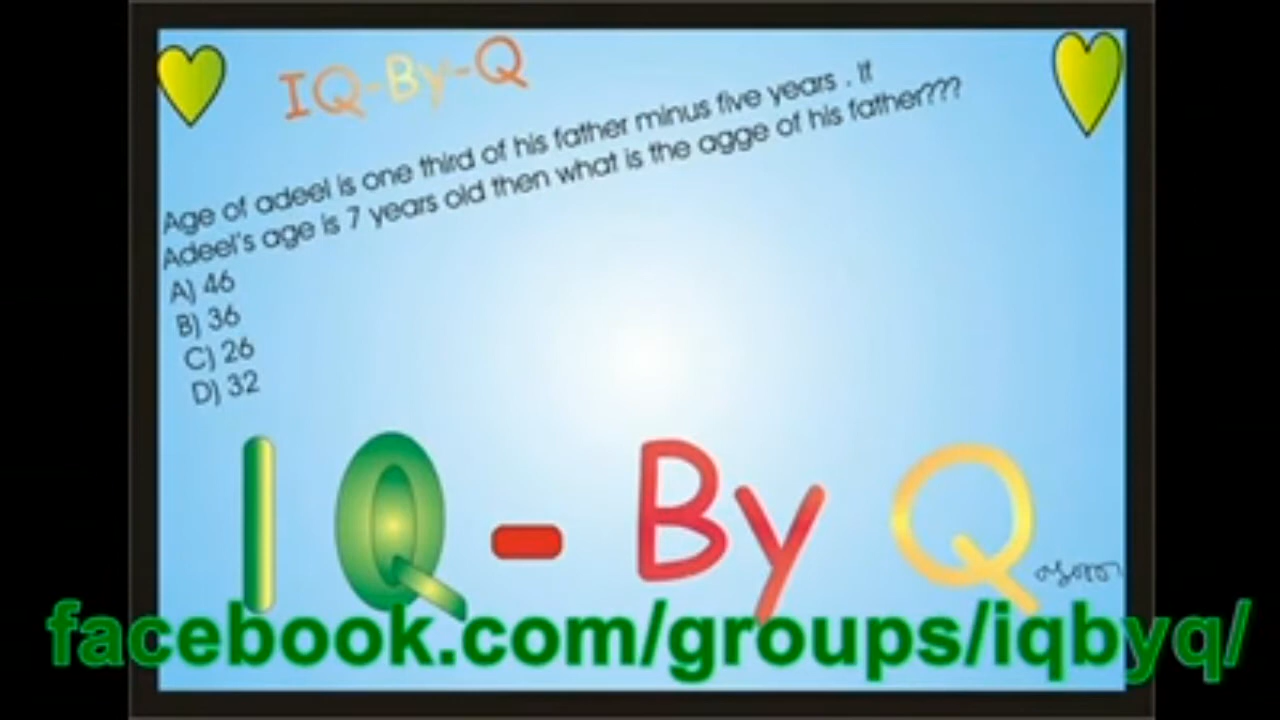 IQ-By-Q
Age of adeel is one third of his father minus five years . If
Adeel's age is 7 years old then what is the agge of his father???
A) 46
B) 36
C) 26
D) 32
IQ - By Q
facebook.com/groups/iqbyq/